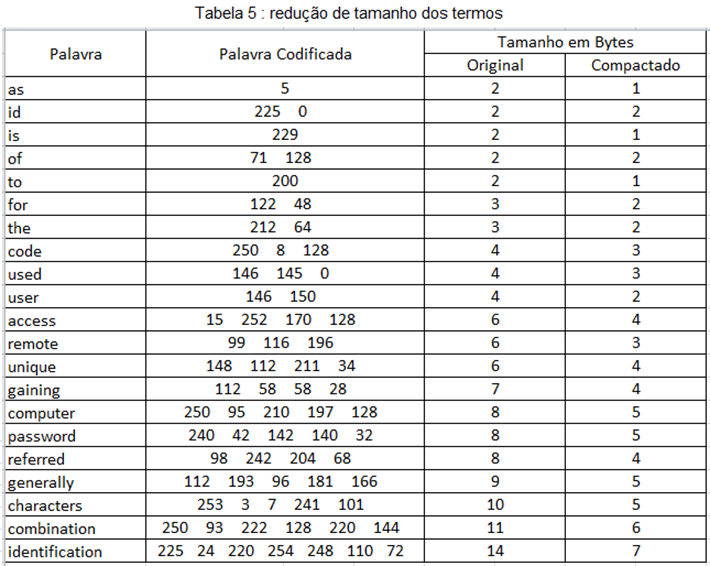 Tabela 5 : redução de tamanho dos termos
Palavra Palavra Codificada Tamanho em Bytes
Original Compactado
as 5 2 1
id 225 0 2 2
is 229 2 1
of 71 128 2 2
to 200 2 1
for 122 48 3 2
the 212 64 3 2
code 250 8 128 4 3
used 146 145 0 4 3
user 146 150 4 2
access 15 252 170 128 6 4
remote 99 116 196 6 3
unique 148 112 211 34 6 4
gaining 112 58 58 28 7 4
computer 250 95 210 197 128 8 5
password 240 42 142 140 32 8 5
referred 98 242 204 68 8 4
generally 112 193 96 181 166 9 5
characters 253 3 7 241 101 10 5
combination 250 93 222 128 220 144 11 6
identification 225 24 220 254 248 110 72 14 7